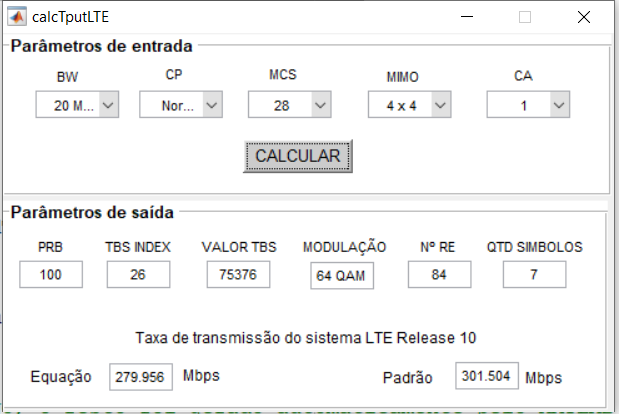 calcTputLTE
Parâmetros de entrada
BW CP MCS MIMO CA
20 M... Nor... 28 4 x 4 1
CALCULAR
Parâmetros de saída
PRB TBS INDEX VALOR TBS MODULAÇÃO Nº RE QTD SIMBOLOS
100 26 75376 64 QAM 84 7
Taxa de transmissão do sistema LTE Release 10
Equação 279.956 Mbps Padrão 301.504 Mbps